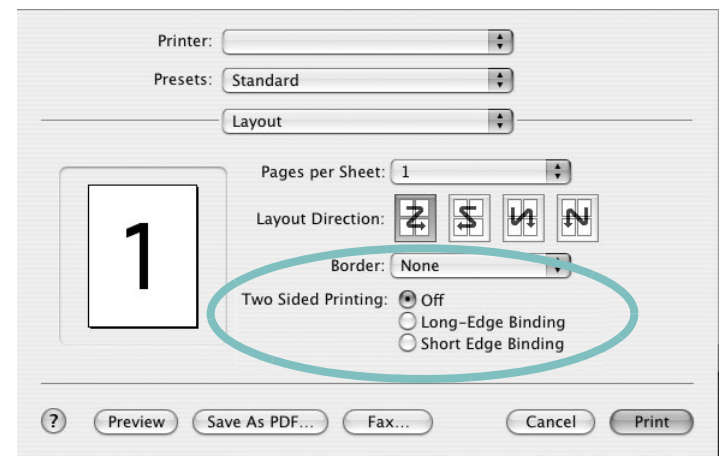 Printer:
Presets: Standard
Layout
Pages per Sheet: 1
Layout Direction:
1
Border: None
Two Sided Printing: Off
Long-Edge Binding
Short Edge Binding
? Preview Save As PDF... Fax... Cancel Print